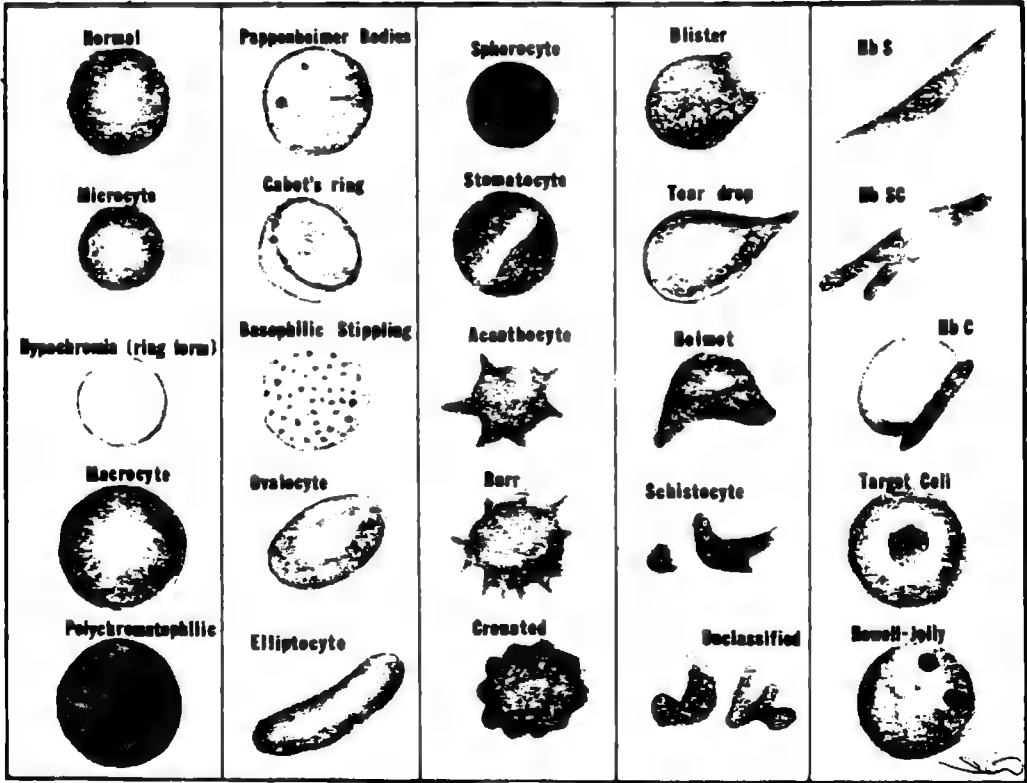 Normal
Microcyte
Hypochromia (ring form)
Macrocyte
Polychromatophilic
Pappenheimer Bodies
Cabot's ring
Basophilic Stippling
Ovalocyte
Elliptocyte
Spherocyte
Stomatocyte
Acanthocyte
Burr
Crenated
Blister
Tear drop
Helmet
Schistocyte
Unclassified
Hb S
Hb SC
Hb C
Target Cell
Howell-Jolly